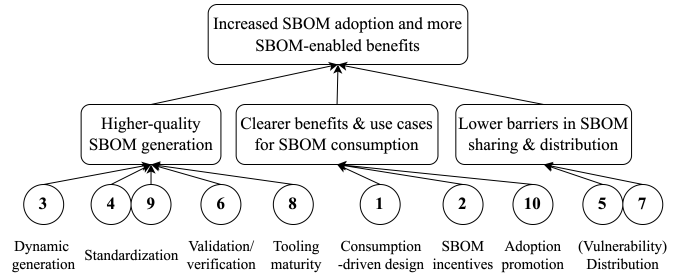 Increased SBOM adoption and more
SBOM-enabled benefits
Higher-quality
SBOM generation
Clearer benefits & use cases
for SBOM consumption
Lower barriers in SBOM
sharing & distribution
3
4
9
6
8
1
2
10
5
7
Dynamic
generation
Standardization
Validation/
verification
Tooling
maturity
Consumption
-driven design
SBOM
incentives
Adoption
promotion
(Vulnerability)
Distribution